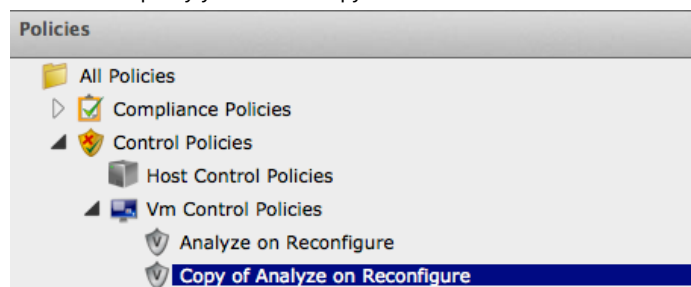 Policies
All Policies
Compliance Policies
Control Policies
Host Control Policies
Vm Control Policies
Analyze on Reconfigure
Copy of Analyze on Reconfigure